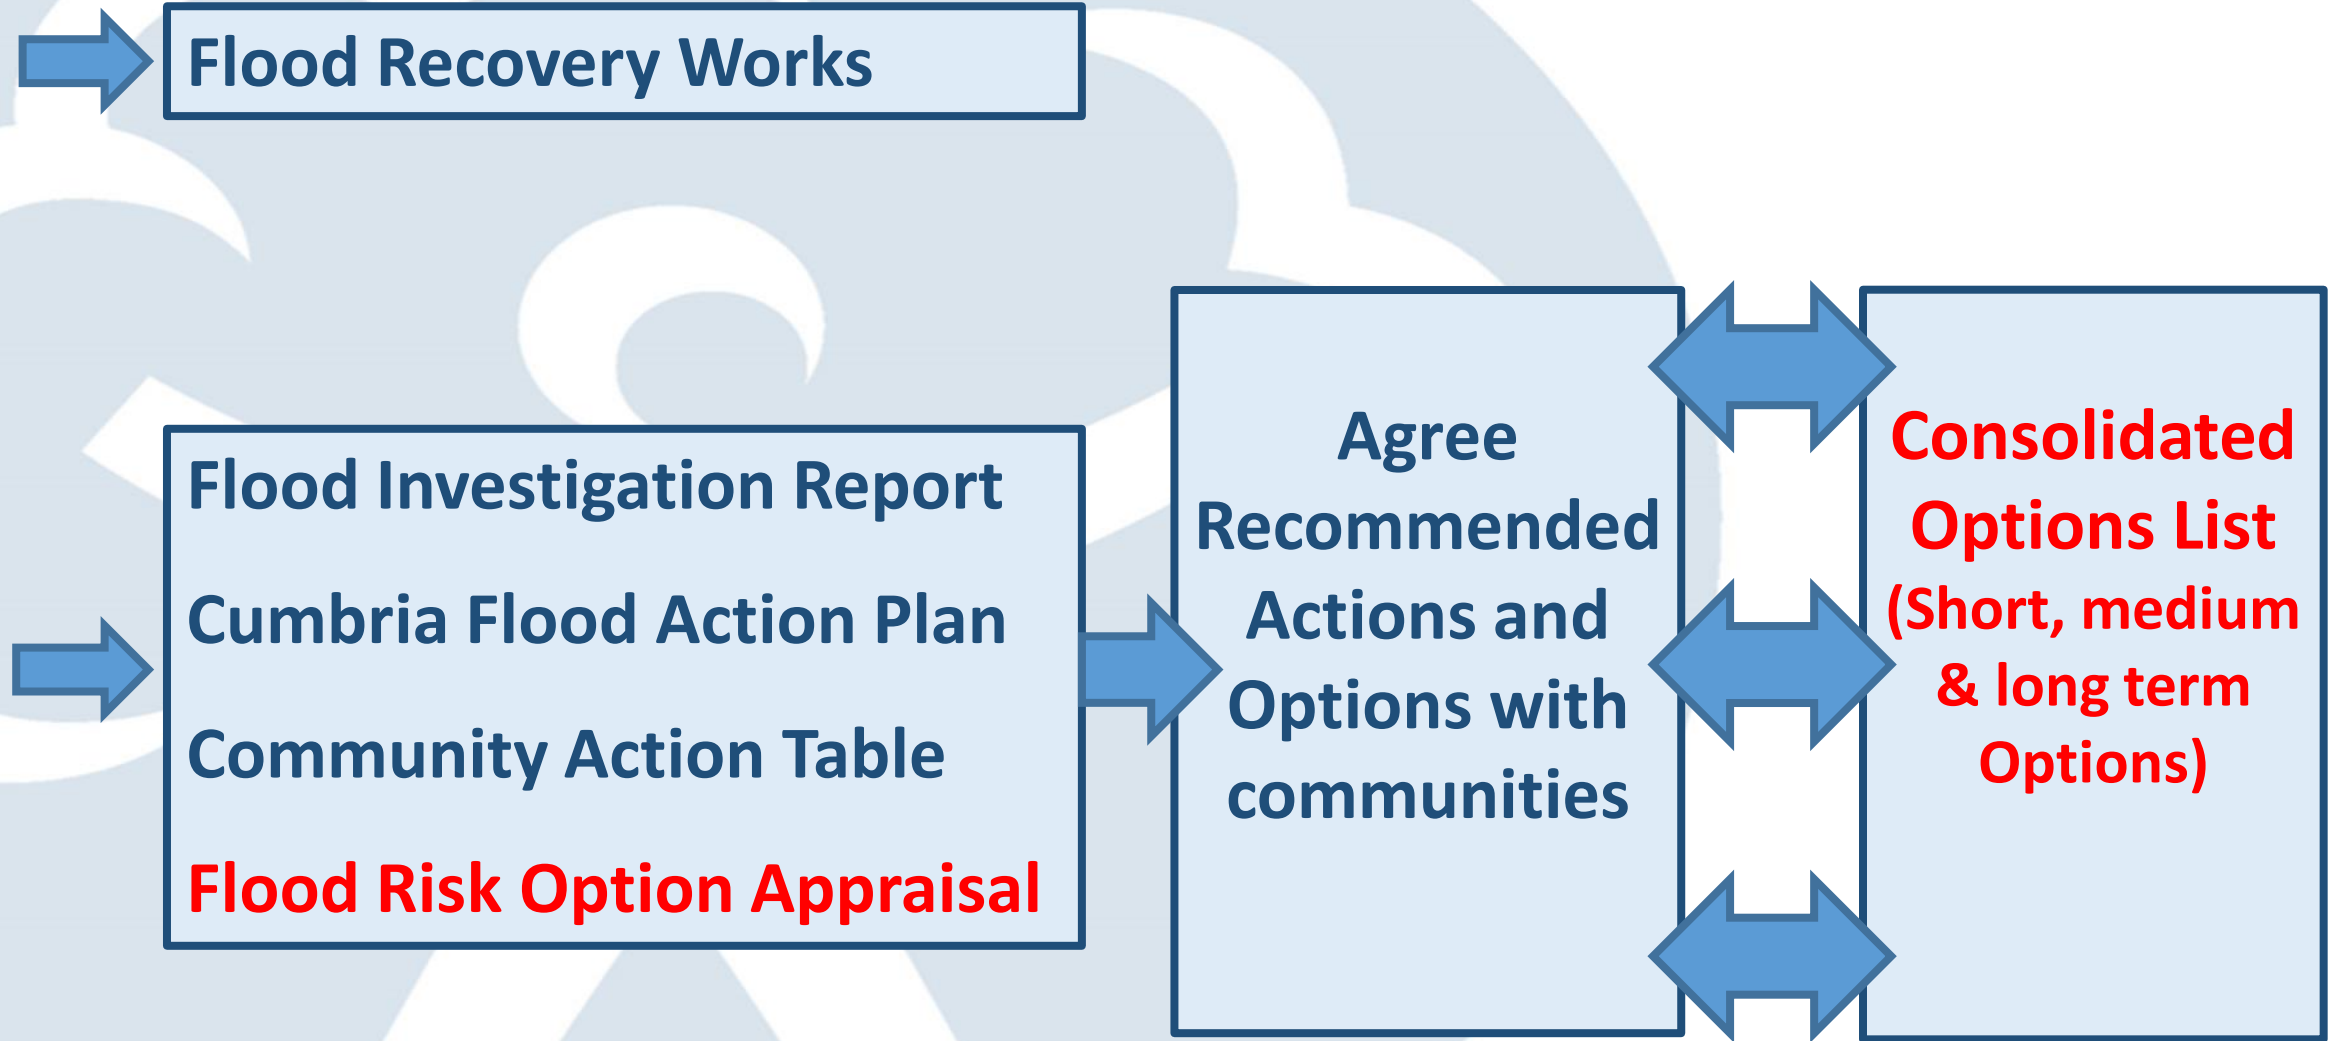 Flood Recovery Works
Flood Investigation Report
Cumbria Flood Action Plan
Community Action Table
Flood Risk Option Appraisal
Agree
Recommended
Actions and
Options with
communities
Consolidated
Options List
(Short, medium
& long term
Options)